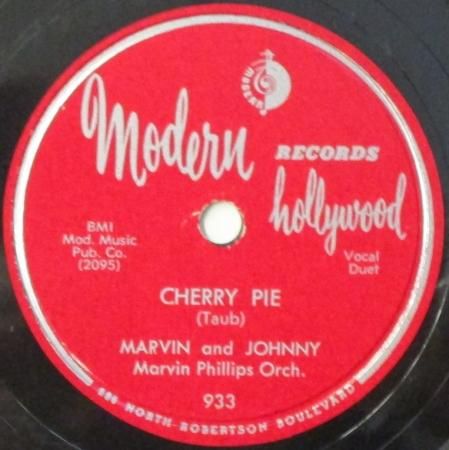 Modern
RECORDS
hollywood
BMI
Mod. Music
Pub. Co.
(2095)
Vocal
Duet
CHERRY PIE
(Taub)
MARVIN and JOHNNY
Marvin Phillips Orch.
933
NORTH ROBERTSON BOULEVARD